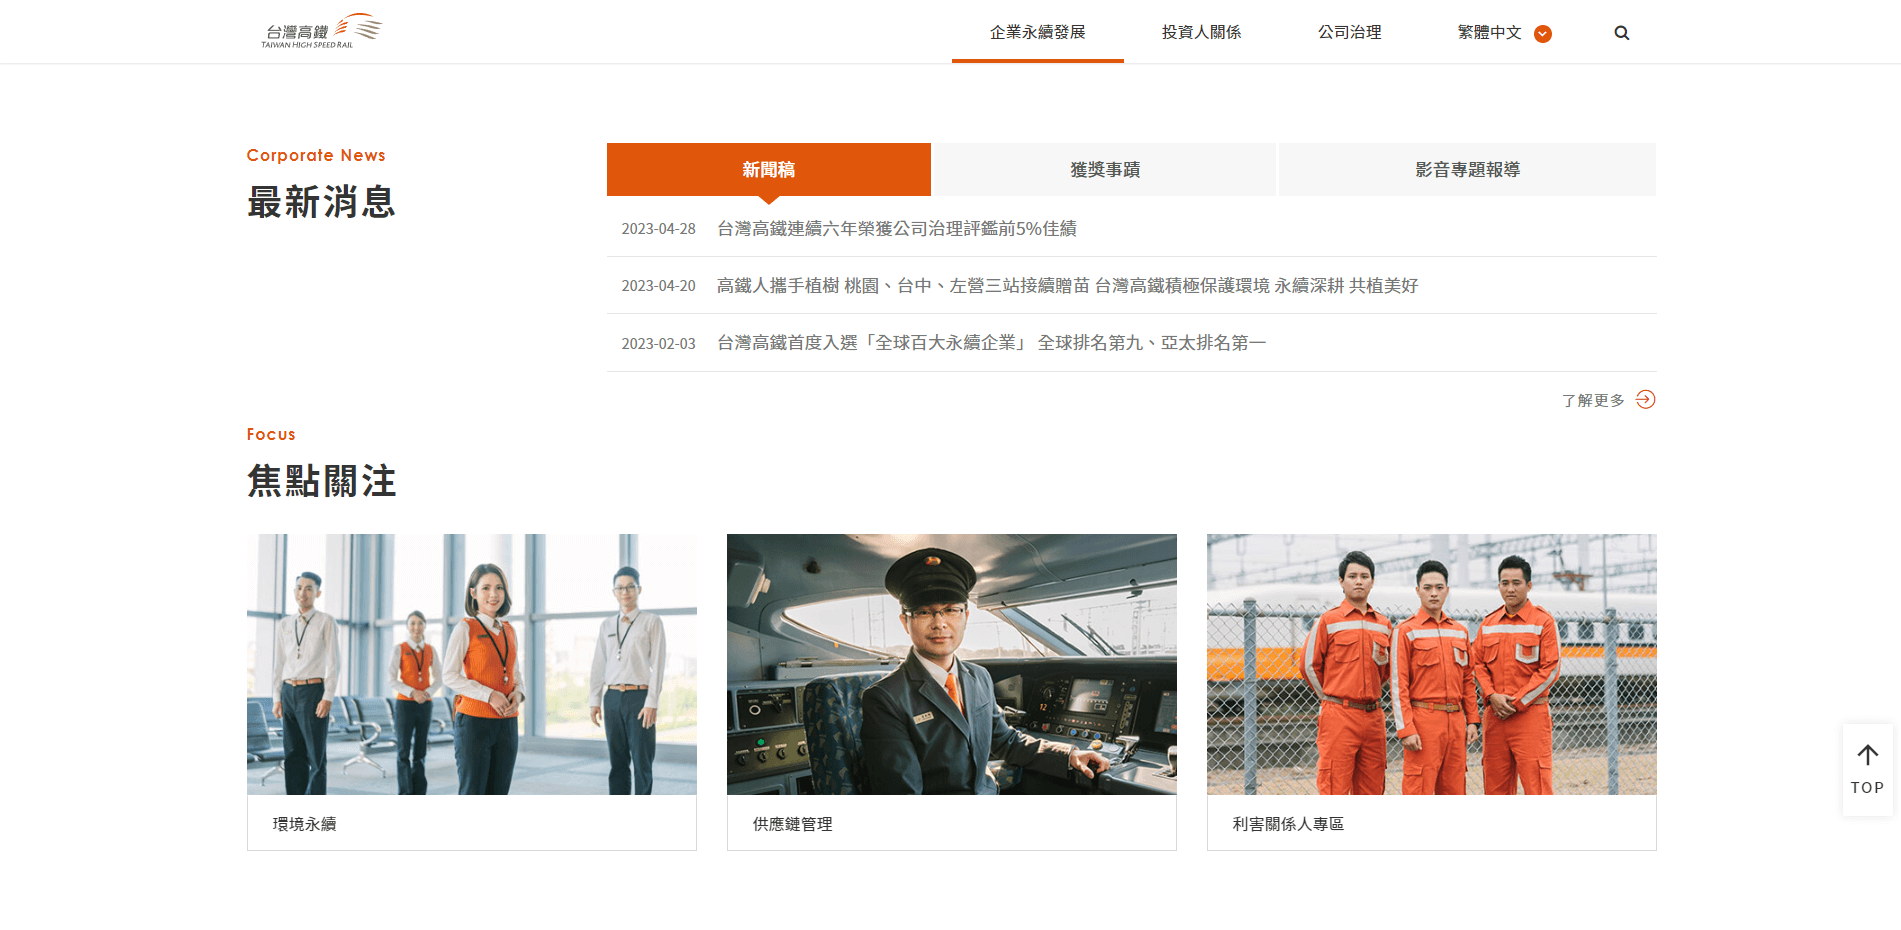 台灣高鐵
TAIWAN HIGH SPEED RAIL
企業永續發展
投資人關係
公司治理
繁體中文
Corporate News
最新消息
新聞稿
獲獎事蹟
影音專題報導
2023-04-28 台灣高鐵連續六年榮獲公司治理評鑑前5%佳績
2023-04-20 高鐵人攜手植樹 桃園、台中、左營三站接續贈苗 台灣高鐵積極保護環境 永續深耕 共植美好
2023-02-03 台灣高鐵首度入選「全球百大永續企業」 全球排名第九、亞太排名第一
了解更多
Focus
焦點關注
環境永續
供應鏈管理
利害關係人專區
TOP